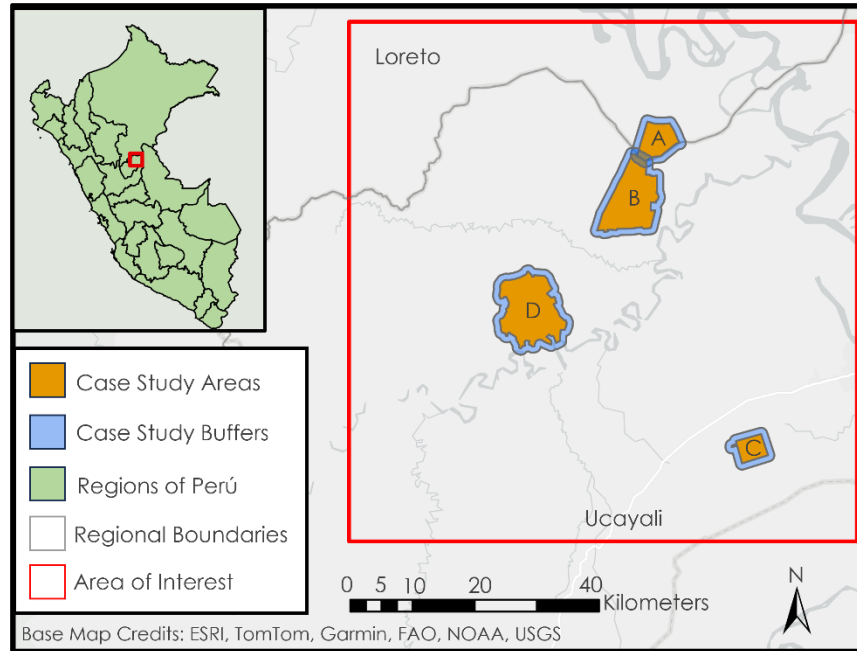 Loreto
A
B
D
C
Ucayali
Case Study Areas
Case Study Buffers
Regions of Perú
Regional Boundaries
Area of Interest
0 5 10 20 40
Kilometers
N
Base Map Credits: ESRI, TomTom, Garmin, FAO, NOAA, USGS